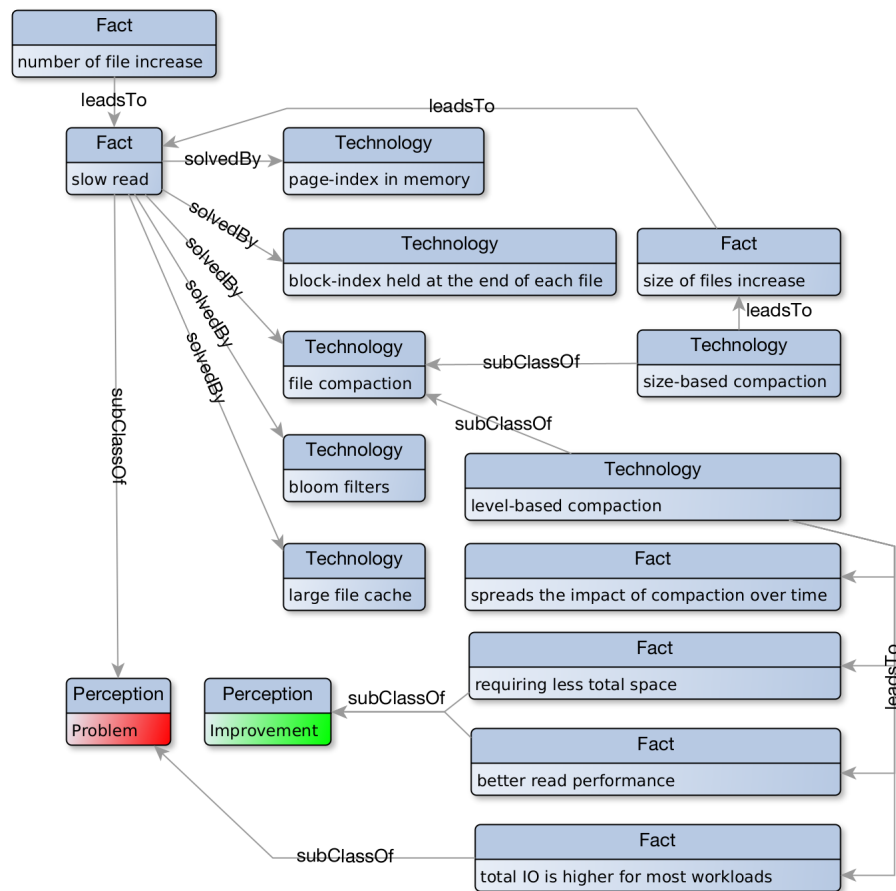 Fact
number of file increase
leadsTo
leadsTo
Fact
slow read
solvedBy
Technology
page-index in memory
solvedBy
Technology
block-index held at the end of each file
Fact
size of files increase
solvedBy
leadsTo
solvedBy
Technology
file compaction
subClassOf
Technology
size-based compaction
solvedBy
subClassOf
subClassOf
Technology
bloom filters
Technology
level-based compaction
Technology
large file cache
Fact
spreads the impact of compaction over time
leadsTo
Fact
requiring less total space
Perception
Problem
Perception
Improvement
subClassOf
Fact
better read performance
subClassOf
Fact
total IO is higher for most workloads